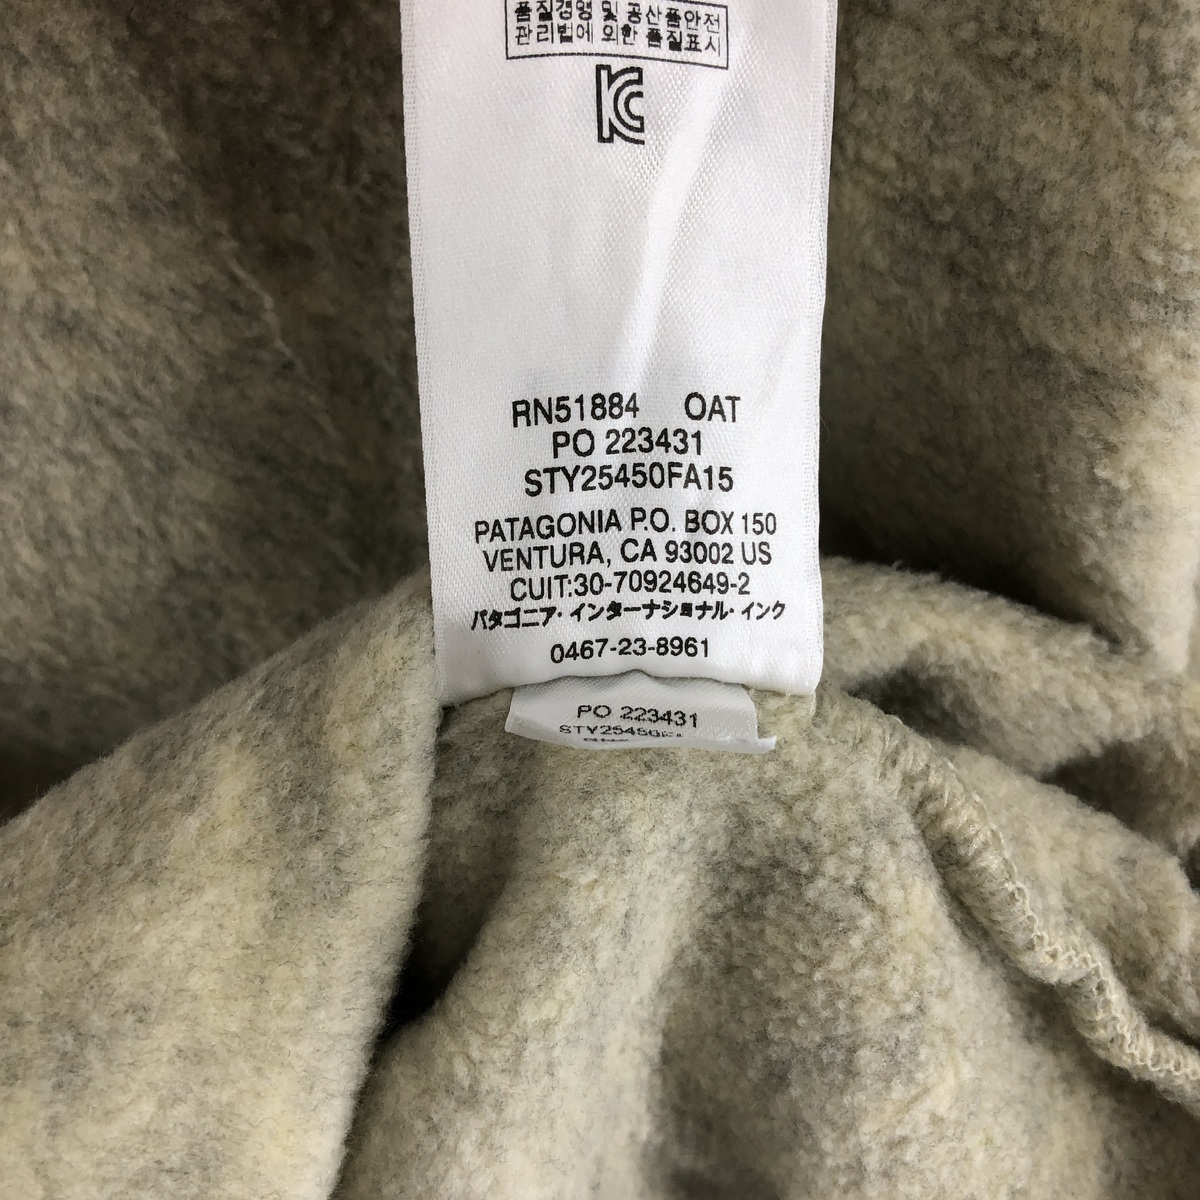 품질경영 및 공산품안전
관리법에 의한 품질표시
RN51884 OAT
PO 223431
STY25450FA15
PATAGONIA P.O. BOX 150
VENTURA, CA 93002 US
CUIT:30-70924649-2
パタゴニア・インターナショナル・インク
0467-23-8961
PO 223431
STY25450FA